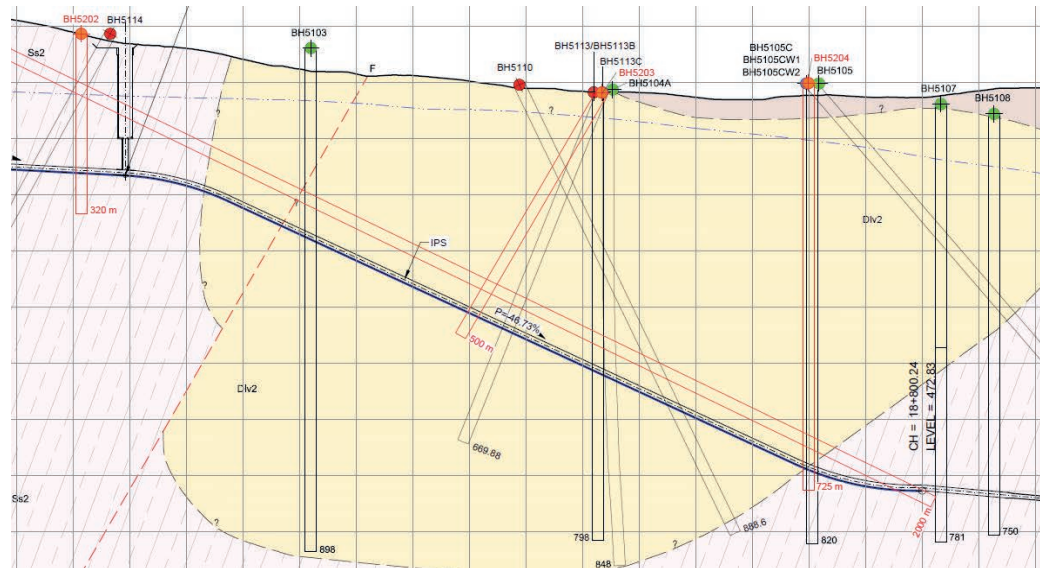 BH5202
BH5114
Ss2
BH5103
F
BH5110
BH5113/BH5113B
BH5113C
BH5203
BH5104A
BH5105C
BH5105CW1
BH5105CW2
BH5204
BH5105
BH5107
BH5108
?
?
?
?
320 m
?
Dlv2
IPS
?
P=46.73%
500 m
Dlv2
CH = 18+800.24
LEVEL = 472.83
669.88
?
Ss2
725 m
2000 m
?
888.6
898
798
?
820
781
750
848